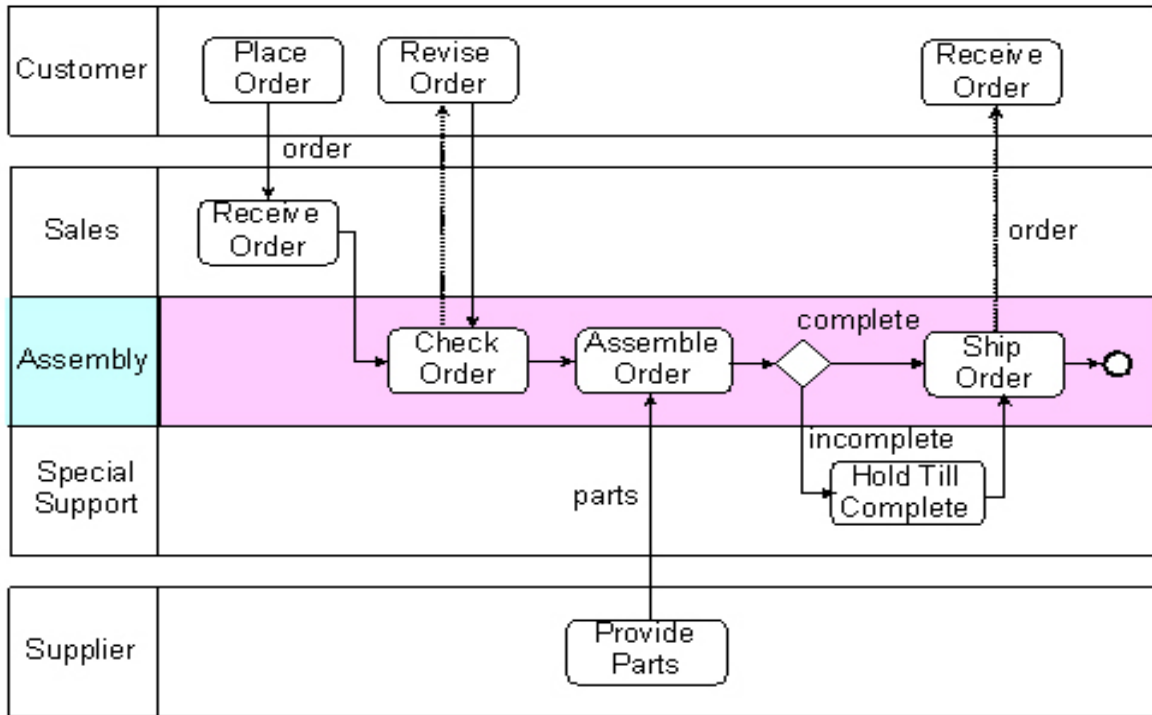 Customer
Place
Order
Revise
Order
Receive
Order
order
Sales
Receive
Order
order
Assembly
Check
Order
Assemble
Order
complete
Ship
Order
Special
Support
parts
incomplete
Hold Till
Complete
Supplier
Provide
Parts